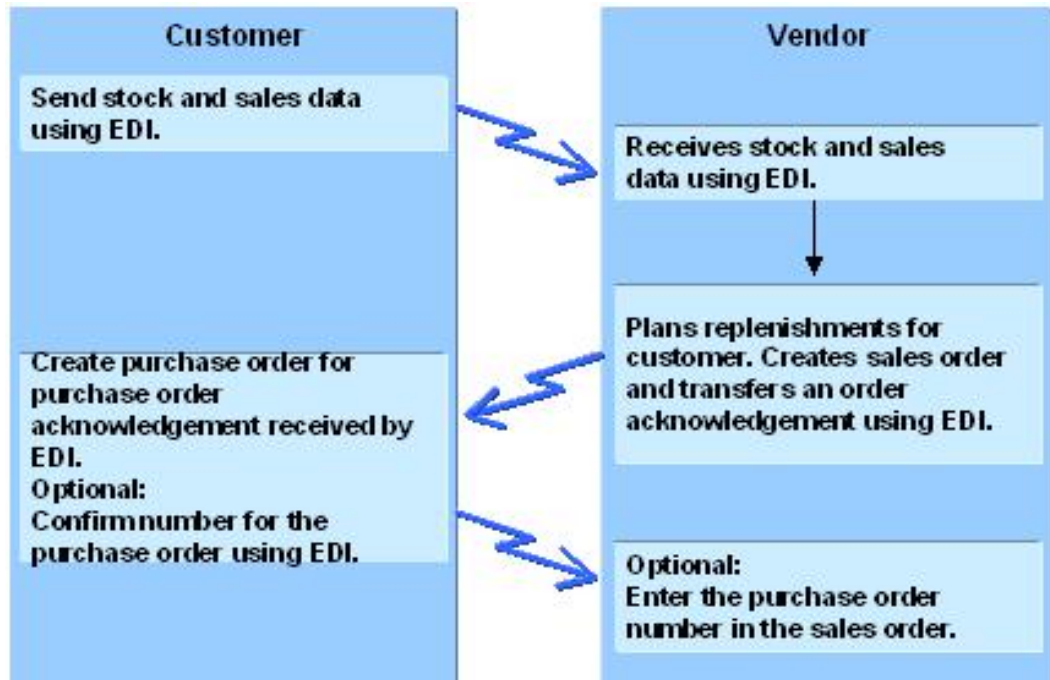 Customer
Send stock and sales data
using EDI.
Create purchase order for
purchase order
acknowledgement received by
EDI.
Optional:
Confirm number for the
purchase order using EDI.
Vendor
Receives stock and sales
data using EDI.
Plans replenishments for
customer. Creates sales order
and transfers an order
acknowledgement using EDI.
Optional:
Enter the purchase order
number in the sales order.